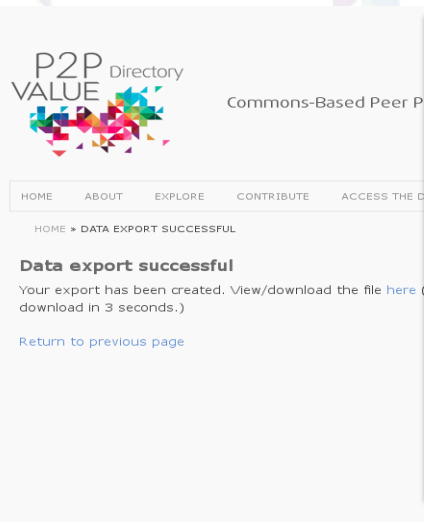 P2P
VALUE Directory
Commons-Based Peer P
HOME ABOUT EXPLORE CONTRIBUTE ACCESS THE D
HOME » DATA EXPORT SUCCESSFUL
Data export successful
Your export has been created. View/download the file here (
download in 3 seconds.)
Return to previous page